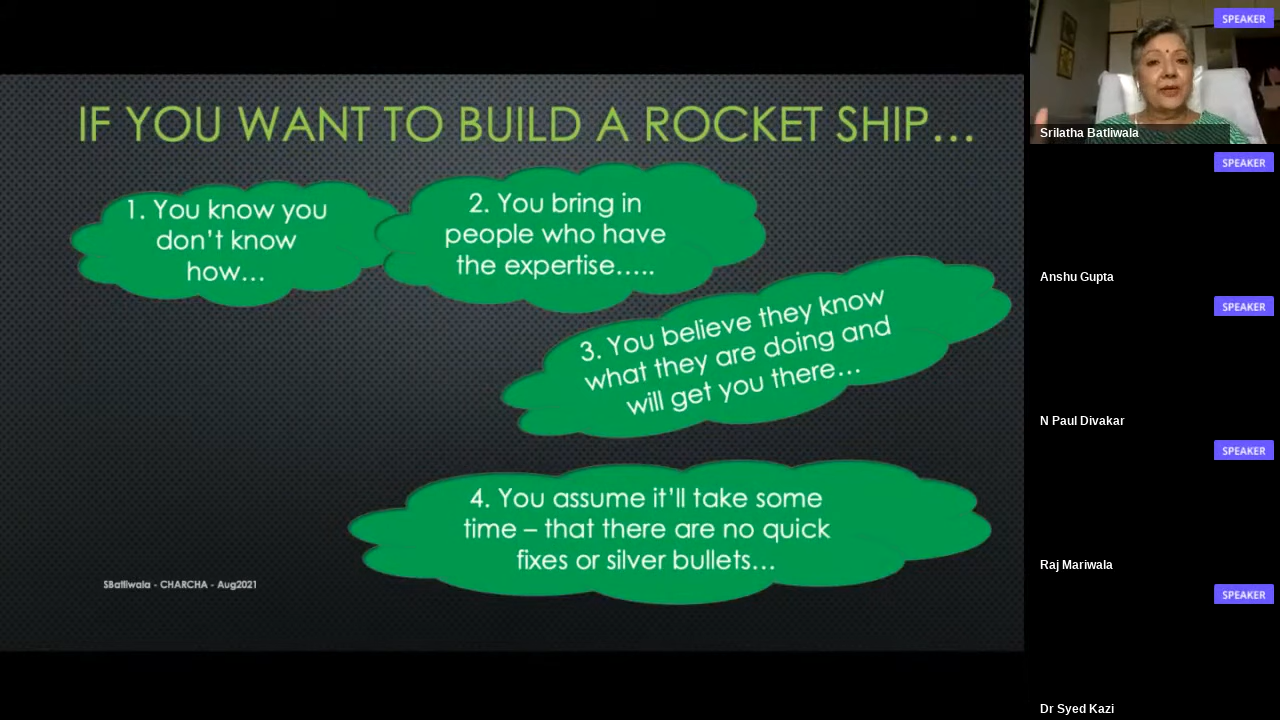 IF YOU WANT TO BUILD A ROCKET SHIP…
1. You know you
don't know
how…
2. You bring in
people who have
the expertise…..
3. You believe they know
what they are doing and
will get you there…
4. You assume it'll take some
time – that there are no quick
fixes or silver bullets…
SBatliwala - CHARCHA - Aug2021
SPEAKER
Srilatha Batliwala
SPEAKER
Anshu Gupta
SPEAKER
N Paul Divakar
SPEAKER
Raj Mariwala
SPEAKER
Dr Syed Kazi